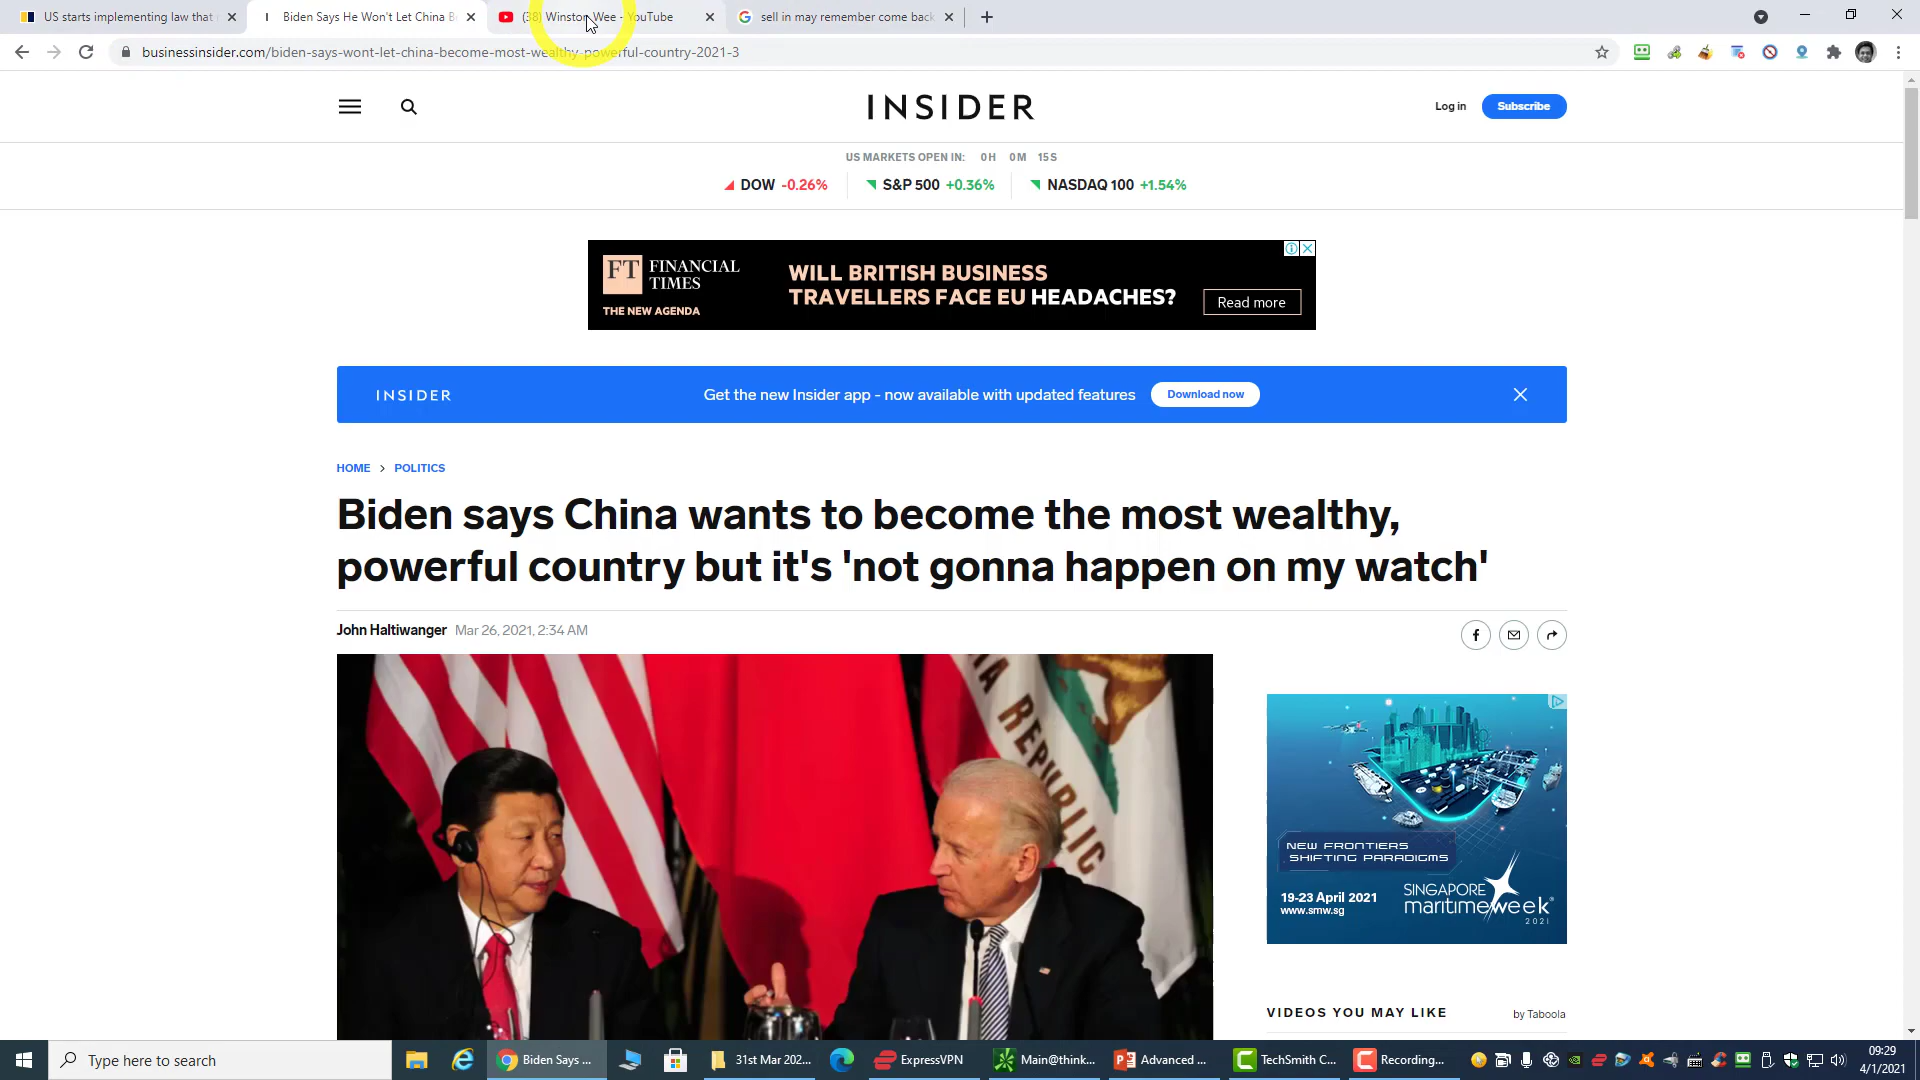 US starts implementing law that
Biden Says He Won't Let China B
(38) Winston Wee - YouTube
sell in may remember come back
businessinsider.com/biden-says-wont-let-china-become-most-wealthy-powerful-country-2021-3
INSIDER
Log in
Subscribe
US MARKETS OPEN IN: 0H 0M 15S
DOW -0.26%
S&P 500 +0.36%
NASDAQ 100 +1.54%
FT FINANCIAL TIMES
THE NEW AGENDA
WILL BRITISH BUSINESS
TRAVELLERS FACE EU HEADACHES?
Read more
INSIDER
Get the new Insider app - now available with updated features
Download now
HOME > POLITICS
Biden says China wants to become the most wealthy,
powerful country but it's 'not gonna happen on my watch'
John Haltiwanger Mar 26, 2021, 2:34 AM
REPUBLIC
NEW FRONTIERS
SHIFTING PARADIGMS
19-23 April 2021
www.smw.sg
SINGAPORE
maritimeweek
2021
VIDEOS YOU MAY LIKE
by Taboola
Type here to search
Biden Says ...
31st Mar 202...
ExpressVPN
Main@think...
Advanced ...
TechSmith C...
Recording...
09:29
4/1/2021